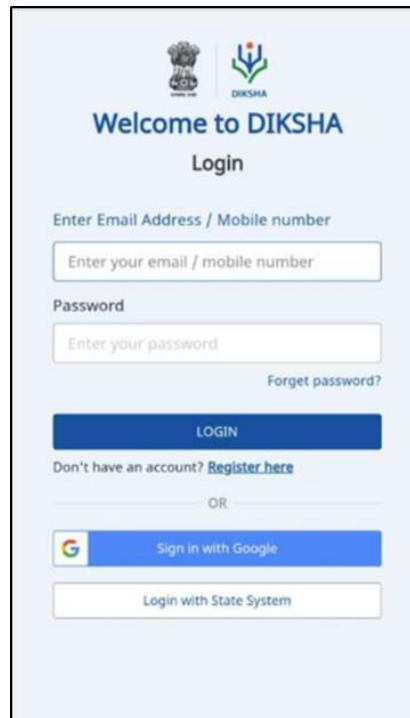 DIKSHA
Welcome to DIKSHA
Login
Enter Email Address / Mobile number
Enter your email / mobile number
Password
Enter your password
Forget password?
LOGIN
Don't have an account? Register here
OR
G
Sign in with Google
Login with State System